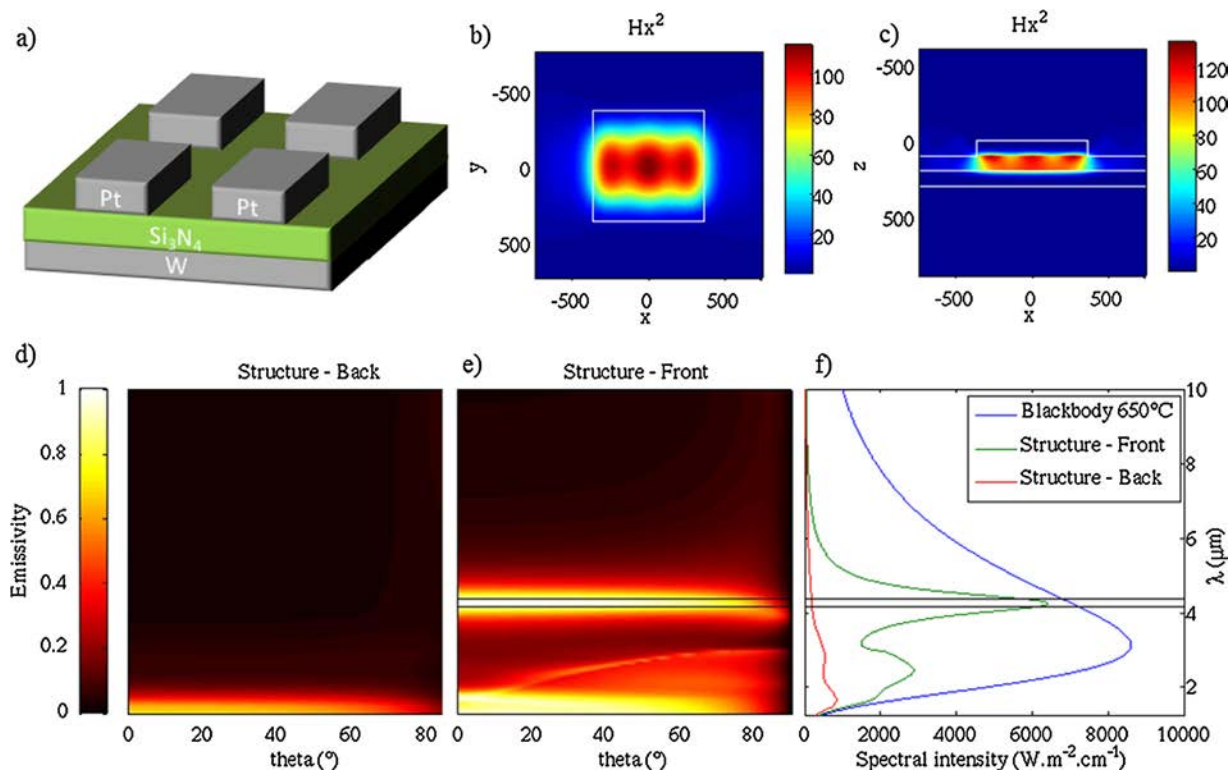 a)
Pt
Pt
Si₃N₄
W
b)
Hx²
-500
0
500
y
-500
0
500
x
100
80
60
40
20
c)
Hx²
-500
0
500
z
-500
0
500
x
120
100
80
60
40
20
d)
Structure - Back
1
0.8
0.6
0.4
0.2
0
Emissivity
0
20
40
60
80
theta (º)
e)
Structure - Front
0
20
40
60
80
theta (º)
f)
Blackbody 650ºC
Structure - Front
Structure - Back
10
8
6
4
2
λ (μm)
0
2000
4000
6000
8000
10000
Spectral intensity (W.m⁻².cm⁻¹)